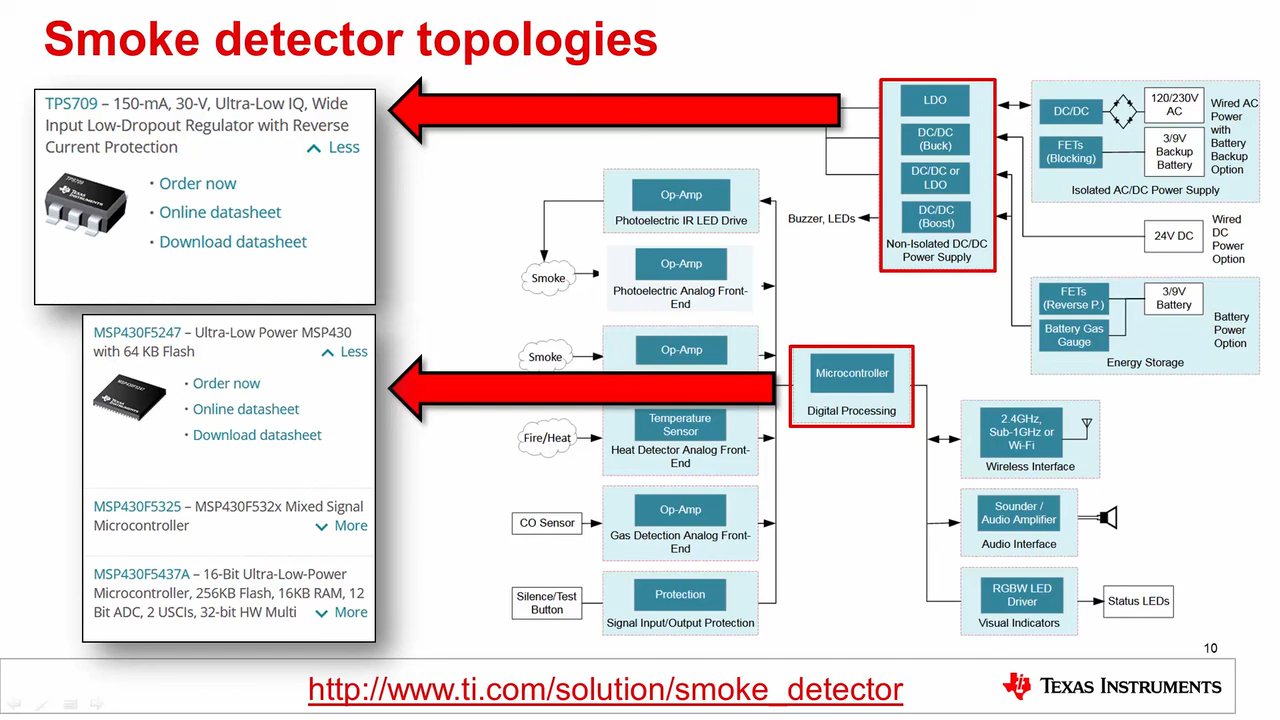 Smoke detector topologies
TPS709 – 150-mA, 30-V, Ultra-Low IQ, Wide
Input Low-Dropout Regulator with Reverse
Current Protection
Less
TPS709
TEXAS
INSTRUMENTS
• Order now
• Online datasheet
• Download datasheet
MSP430F5247 – Ultra-Low Power MSP430
with 64 KB Flash
Less
MSP430F5247
• Order now
• Online datasheet
• Download datasheet
MSP430F5325 – MSP430F532x Mixed Signal
Microcontroller
More
MSP430F5437A – 16-Bit Ultra-Low-Power
Microcontroller, 256KB Flash, 16KB RAM, 12
Bit ADC, 2 USCIs, 32-bit HW Multi
More
Op-Amp
Photoelectric IR LED Drive
Smoke
Op-Amp
Photoelectric Analog Front-
End
Smoke
Op-Amp
Fire/Heat
Temperature
Sensor
Heat Detector Analog Front-
End
CO Sensor
Op-Amp
Gas Detection Analog Front-
End
Silence/Test
Button
Protection
Signal Input/Output Protection
Microcontroller
Digital Processing
LDO
DC/DC
(Buck)
DC/DC or
LDO
DC/DC
(Boost)
Non-Isolated DC/DC
Power Supply
Buzzer, LEDs
DC/DC
120/230V
AC
FETs
(Blocking)
3/9V
Backup
Battery
Isolated AC/DC Power Supply
Wired AC
Power
with
Battery
Backup
Option
24V DC
Wired
DC
Power
Option
FETs
(Reverse P.)
3/9V
Battery
Battery Gas
Gauge
Energy Storage
Battery
Power
Option
2.4GHz,
Sub-1GHz or
Wi-Fi
Wireless Interface
Sounder /
Audio Amplifier
Audio Interface
RGBW LED
Driver
Visual Indicators
Status LEDs
10
http://www.ti.com/solution/smoke_detector
TEXAS INSTRUMENTS